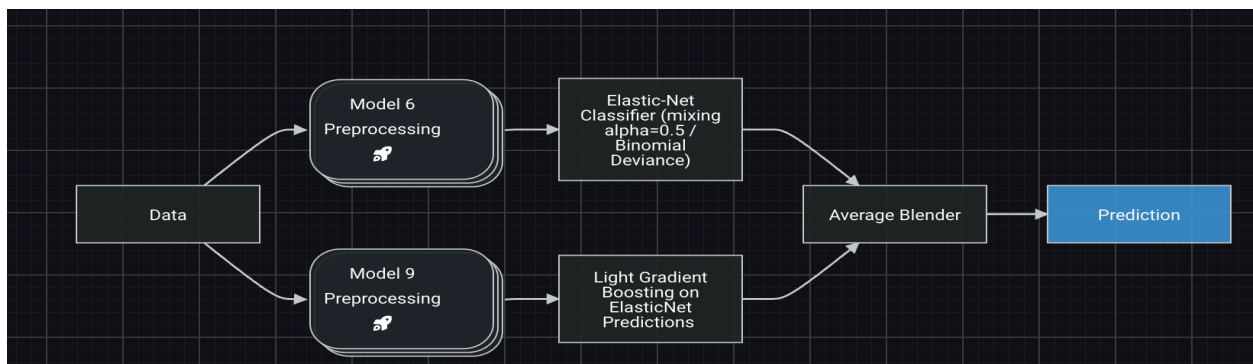 Data
Model 6
Preprocessing
Elastic-Net
Classifier (mixing
alpha=0.5 /
Binomial
Deviance)
Model 9
Preprocessing
Light Gradient
Boosting on
ElasticNet
Predictions
Average Blender
Prediction